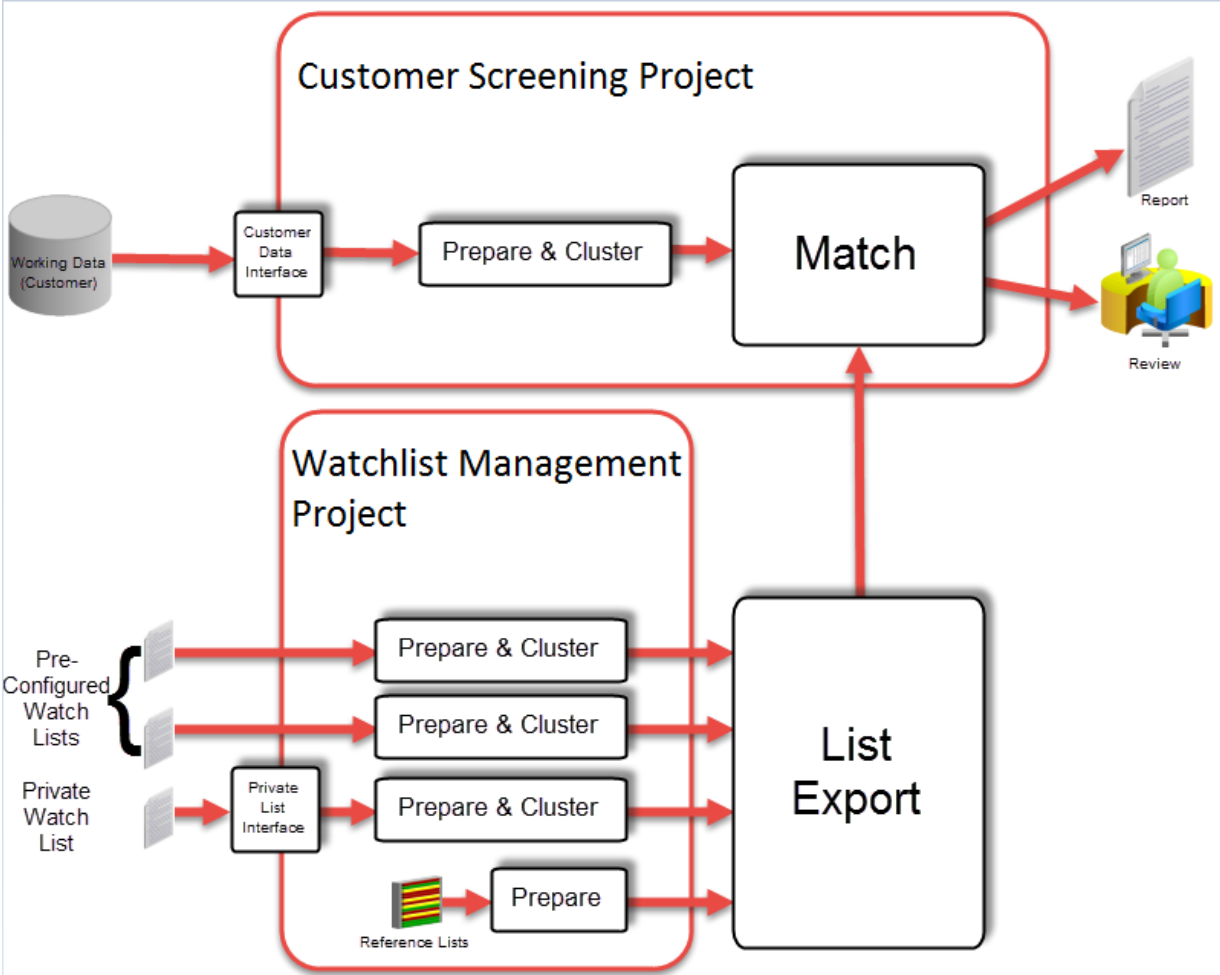 Customer Screening Project
Report
Working Data
(Customer)
Customer
Data
Interface
Prepare & Cluster
Match
Review
Watchlist Management
Project
Pre-
Configured
Watch
Lists
Prepare & Cluster
Prepare & Cluster
Private
Watch
List
Private
List
Interface
Prepare & Cluster
Reference Lists
Prepare
List
Export